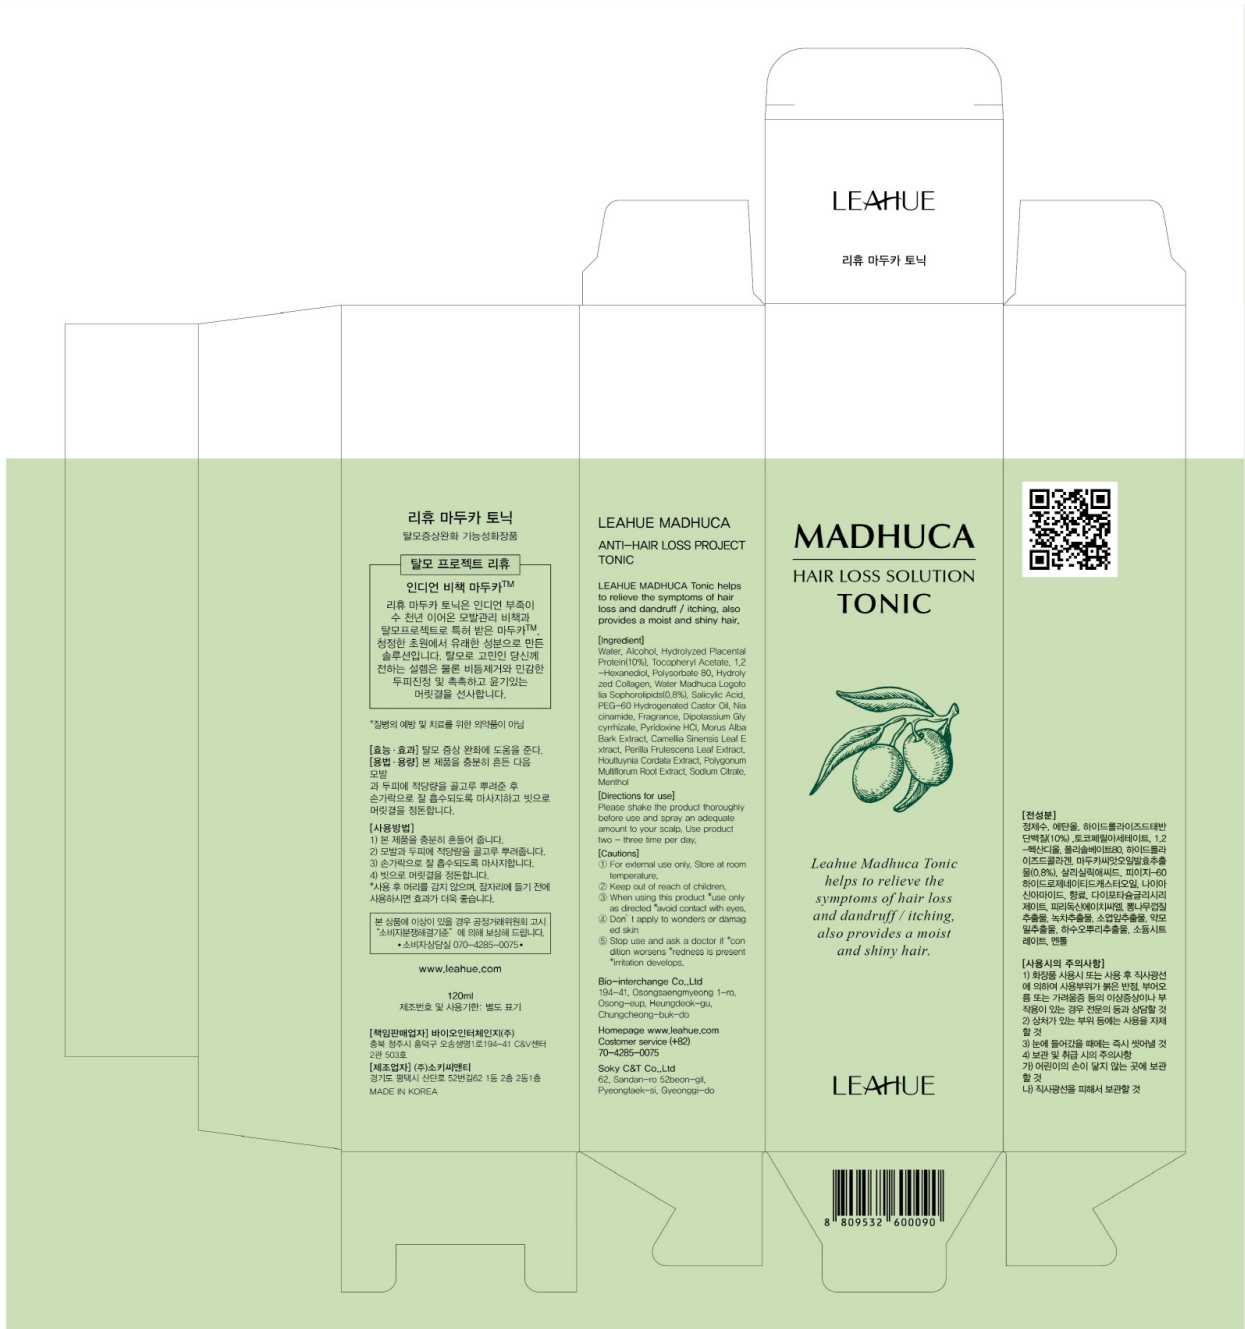 LEAHUE
리휴 마두카 토닉
리휴 마두카 토닉
탈모증상완화 기능성화장품
탈모 프로젝트 리휴
인디언 비책 마두카TM
리휴 마두카 토닉은 인디언 부족이
수 천년 이어온 모발관리 비책과
탈모프로젝트로 특허 받은 마두카TM.
청정한 초원에서 유래한 성분으로 만든
솔루션입니다. 탈모로 고민인 당신께
전하는 설렘은 물론 비듬제거와 민감한
두피진정 및 촉촉하고 윤기있는
머릿결을 선사합니다.
*질병의 예방 및 치료를 위한 의약품이 아님
[효능·효과] 탈모 증상 완화에 도움을 준다.
[용법·용량] 본 제품을 충분히 흔든 다음
모발
과 두피에 적당량을 골고루 뿌려준 후
손가락으로 잘 흡수되도록 마사지하고 빗으로
머릿결을 정돈합니다.
[사용방법]
1) 본 제품을 충분히 흔들어 줍니다.
2) 모발과 두피에 적당량을 골고루 뿌려줍니다.
3) 손가락으로 잘 흡수되도록 마사지합니다.
4) 빗으로 머릿결을 정돈합니다.
*사용 후 머리를 감지 않으며, 잠자리에 들기 전에
사용하시면 효과가 더욱 좋습니다.
본 상품에 이상이 있을 경우 공정거래위원회 고시
"소비자분쟁해결기준" 에 의해 보상해 드립니다.
•소비자상담실 070-4285-0075•
www.leahue.com
120ml
제조번호 및 사용기한: 별도 표기
[책임판매업자] 바이오인터체인지(주)
충북 청주시 흥덕구 오송생명1로194-41 C&V센터
2관 503호
[제조업자] (주)소키씨앤티
경기도 평택시 산단로 52번길62 1동 2층 2동1층
MADE IN KOREA
LEAHUE MADHUCA
ANTI-HAIR LOSS PROJECT
TONIC
LEAHUE MADHUCA Tonic helps
to relieve the symptoms of hair
loss and dandruff / itching, also
provides a moist and shiny hair.
[Ingredient]
Water, Alcohol, Hydrolyzed Placental
Protein(10%), Tocopheryl Acetate, 1,2
-Hexanediol, Polysorbate 80, Hydroly
zed Collagen, Water Madhuca Logofo
lia Sophorolipids(0.8%), Salicylic Acid,
PEG-60 Hydrogenated Castor Oil, Nia
cinamide, Fragrance, Dipotassium Gly
cyrrhizate, Pyridoxine HCl, Morus Alba
Bark Extract, Camellia Sinensis Leaf E
xtract, Perilla Frutescens Leaf Extract,
Houttuynia Cordata Extract, Polygonum
Multiflorum Root Extract, Sodium Citrate,
Menthol
[Directions for use]
Please shake the product thoroughly
before use and spray an adequate
amount to your scalp. Use product
two - three time per day.
[Cautions]
① For external use only. Store at room
temperature.
② Keep out of reach of children.
③ When using this product *use only
as directed *avoid contact with eyes.
④ Don't apply to wonders or damag
ed skin
⑤ Stop use and ask a doctor if *con
dition worsens *redness is present
*irritation develops.
Bio-interchange Co.,Ltd
194-41, Osongsaengmyeong 1-ro,
Osong-eup, Heungdeok-gu,
Chungcheong-buk-do
Homepage www.leahue.com
Costomer service (+82)
70-4285-0075
Soky C&T Co.,Ltd
62, Sandan-ro 52beon-gil,
Pyeongtaek-si, Gyeonggi-do
MADHUCA
HAIR LOSS SOLUTION
TONIC
Leahue Madhuca Tonic
helps to relieve the
symptoms of hair loss
and dandruff / itching,
also provides a moist
and shiny hair.
LEAHUE
8 809532 600090
[전성분]
정제수, 에탄올, 하이드롤라이즈드태반
단백질(10%) ,토코페릴아세테이트, 1,2
-헥산디올, 폴리솔베이트80, 하이드롤라
이즈드콜라겐, 마두카씨앗오일발효추출
물(0.8%), 살리실릭애씨드, 피이지-60
하이드로제네이티드캐스터오일, 나이아
신아마이드, 향료, 다이포타슘글리시리
제이트, 피리독신에이치씨엘, 뽕나무껍질
추출물, 녹차추출물, 소엽잎추출물, 약모
밀추출물, 하수오뿌리추출물, 소듐시트
레이트, 멘톨
[사용시의 주의사항]
1) 화장품 사용시 또는 사용 후 직사광선
에 의하여 사용부위가 붉은 반점, 부어오
름 또는 가려움증 등의 이상증상이나 부
작용이 있는 경우 전문의 등과 상담할 것
2) 상처가 있는 부위 등에는 사용을 자제
할 것
3) 눈에 들어갔을 때에는 즉시 씻어낼 것
4) 보관 및 취급 시의 주의사항
가) 어린이의 손이 닿지 않는 곳에 보관
할 것
나) 직사광선을 피해서 보관할 것